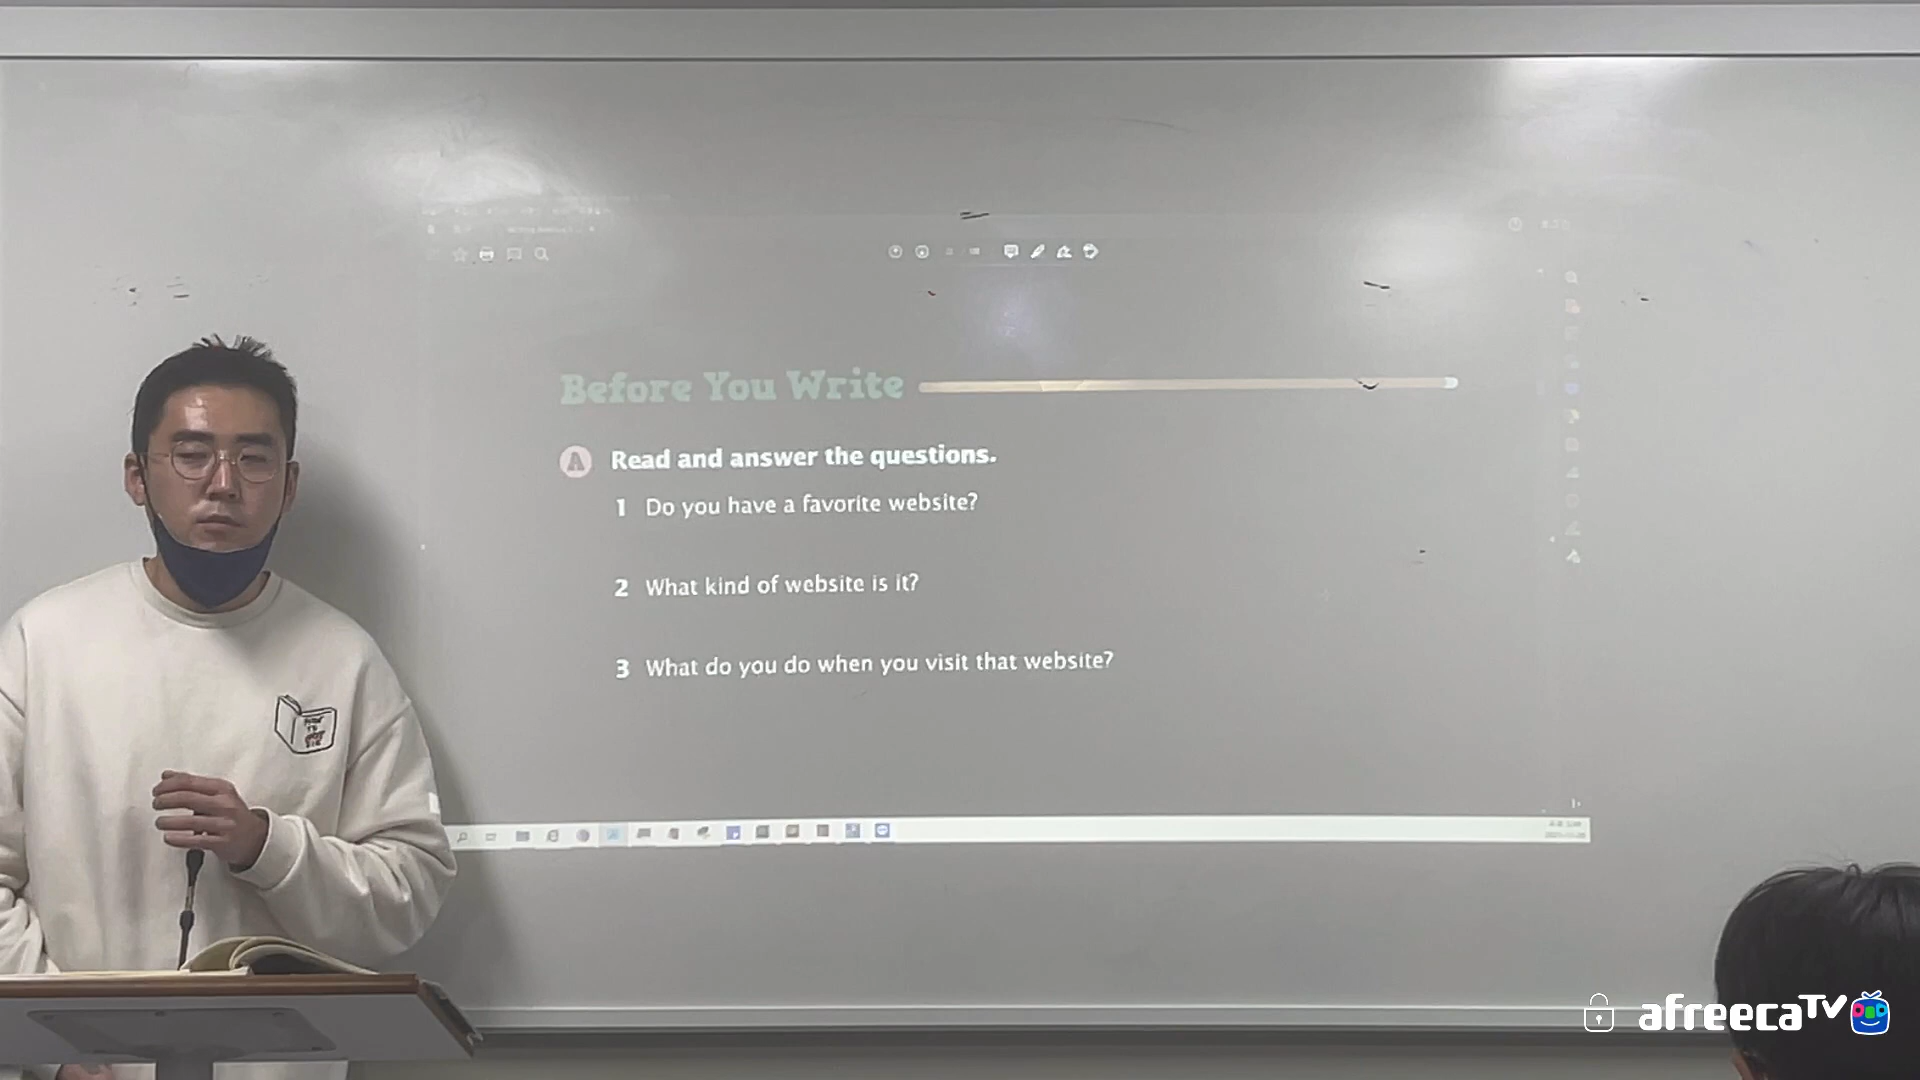 Before You Write
A Read and answer the questions.
1 Do you have a favorite website?
2 What kind of website is it?
3 What do you do when you visit that website?
afreecaTV